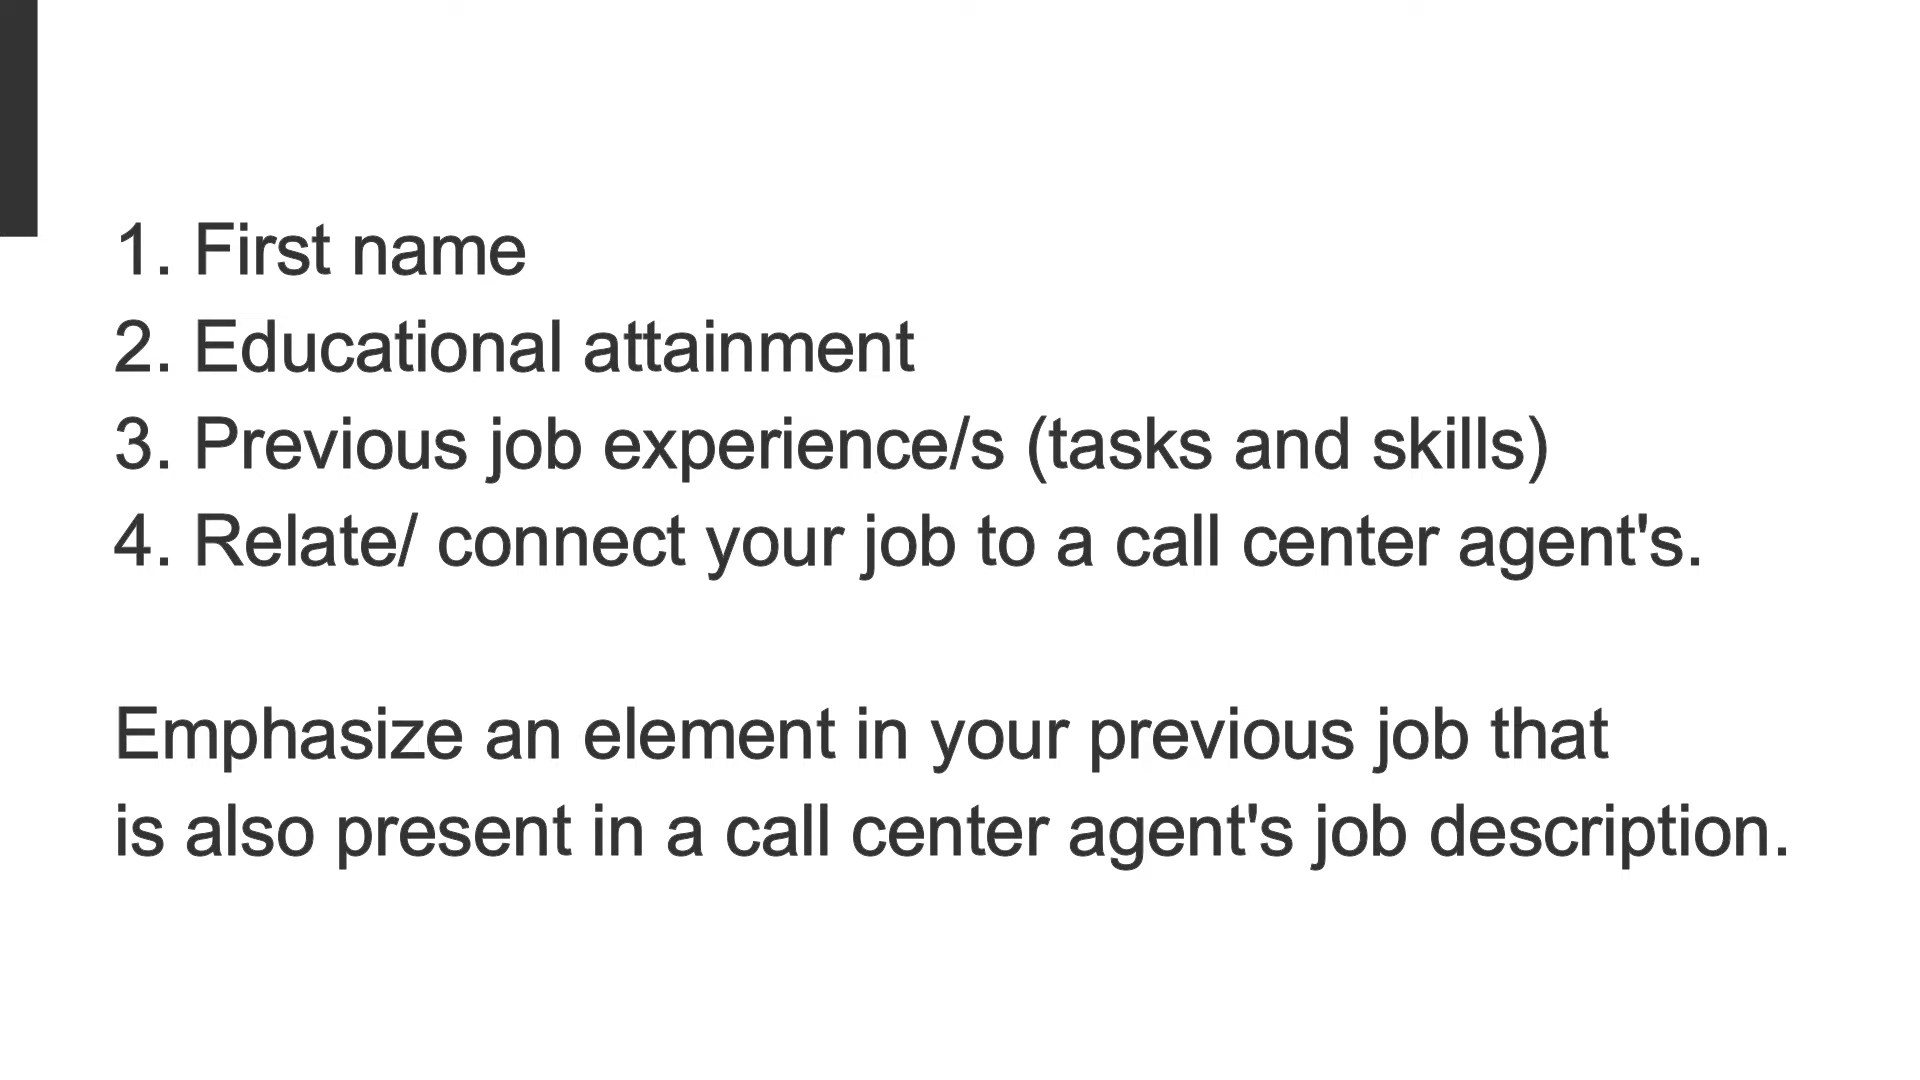 1. First name
2. Educational attainment
3. Previous job experience/s (tasks and skills)
4. Relate/ connect your job to a call center agent's.
Emphasize an element in your previous job that
is also present in a call center agent's job description.